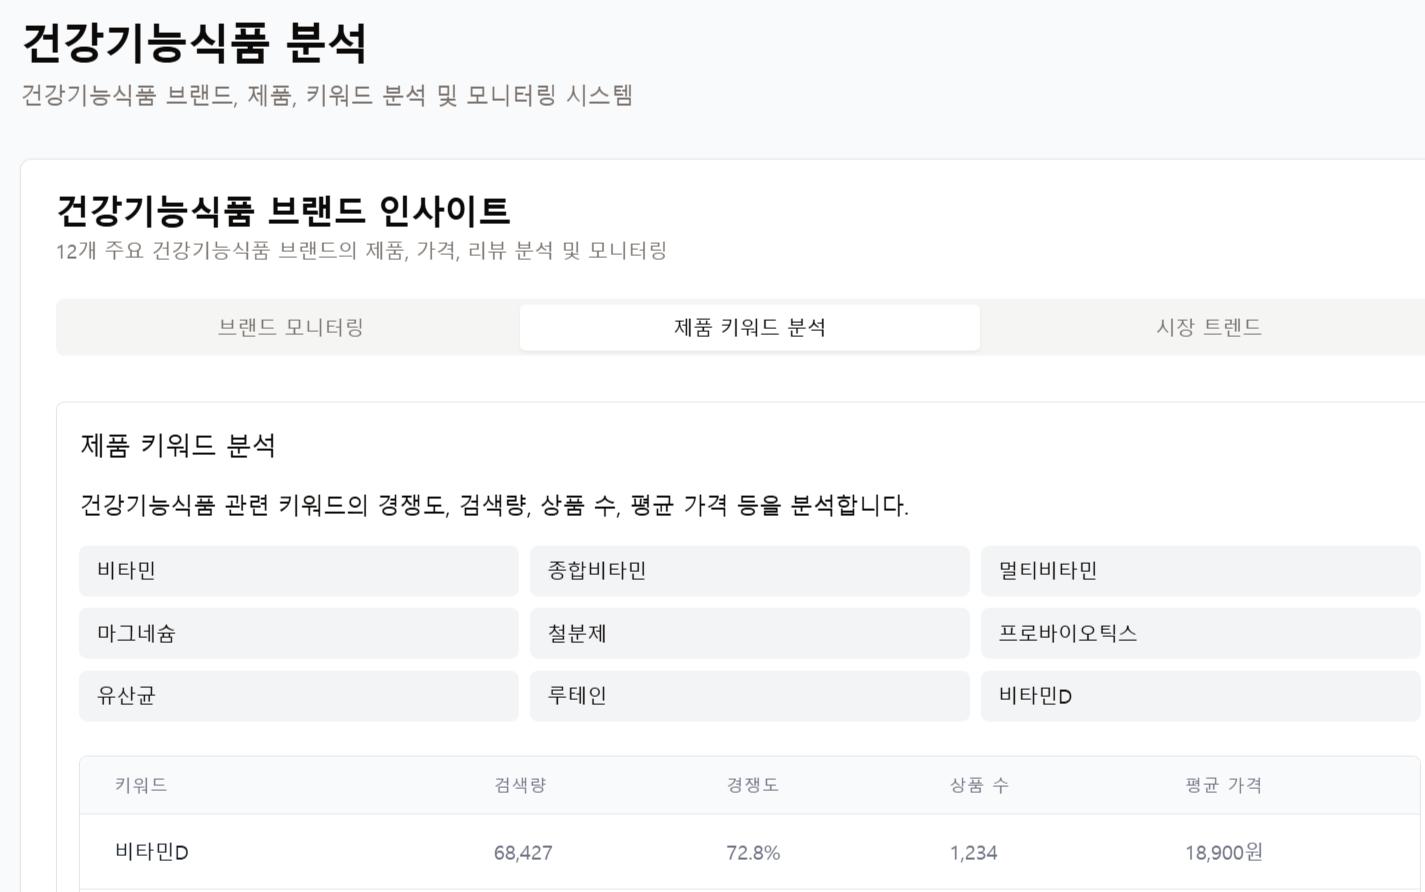 건강기능식품 분석
건강기능식품 브랜드, 제품, 키워드 분석 및 모니터링 시스템
건강기능식품 브랜드 인사이트
12개 주요 건강기능식품 브랜드의 제품, 가격, 리뷰 분석 및 모니터링
브랜드 모니터링 제품 키워드 분석 시장 트렌드
제품 키워드 분석
건강기능식품 관련 키워드의 경쟁도, 검색량, 상품 수, 평균 가격 등을 분석합니다.
비타민 종합비타민 멀티비타민
마그네슘 철분제 프로바이오틱스
유산균 루테인 비타민D
키워드 검색량 경쟁도 상품 수 평균 가격
비타민D 68,427 72.8% 1,234 18,900원